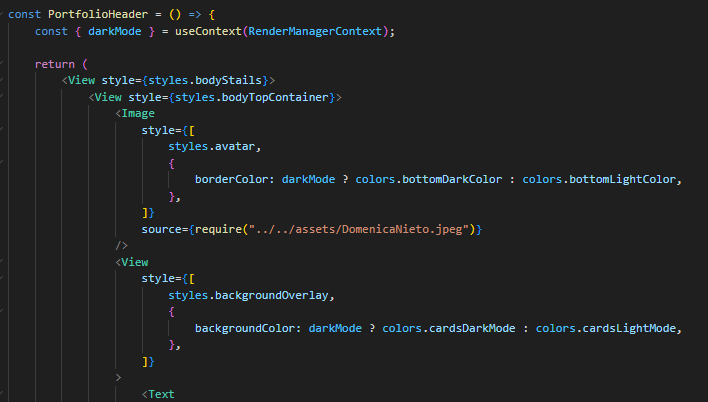 const PortfolioHeader = () => {
const { darkMode } = useContext(RenderManagerContext);
return (
<View style={styles.bodyStails}>
<View style={styles.bodyTopContainer}>
<Image
style={[
styles.avatar,
{
borderColor: darkMode ? colors.bottomDarkColor : colors.bottomLightColor,
},
]}
source={require("../../assets/DomenicaNieto.jpeg")}
/>
<View
style={[
styles.backgroundOverlay,
{
backgroundColor: darkMode ? colors.cardsDarkMode : colors.cardsLightMode,
},
]}
>
<Text